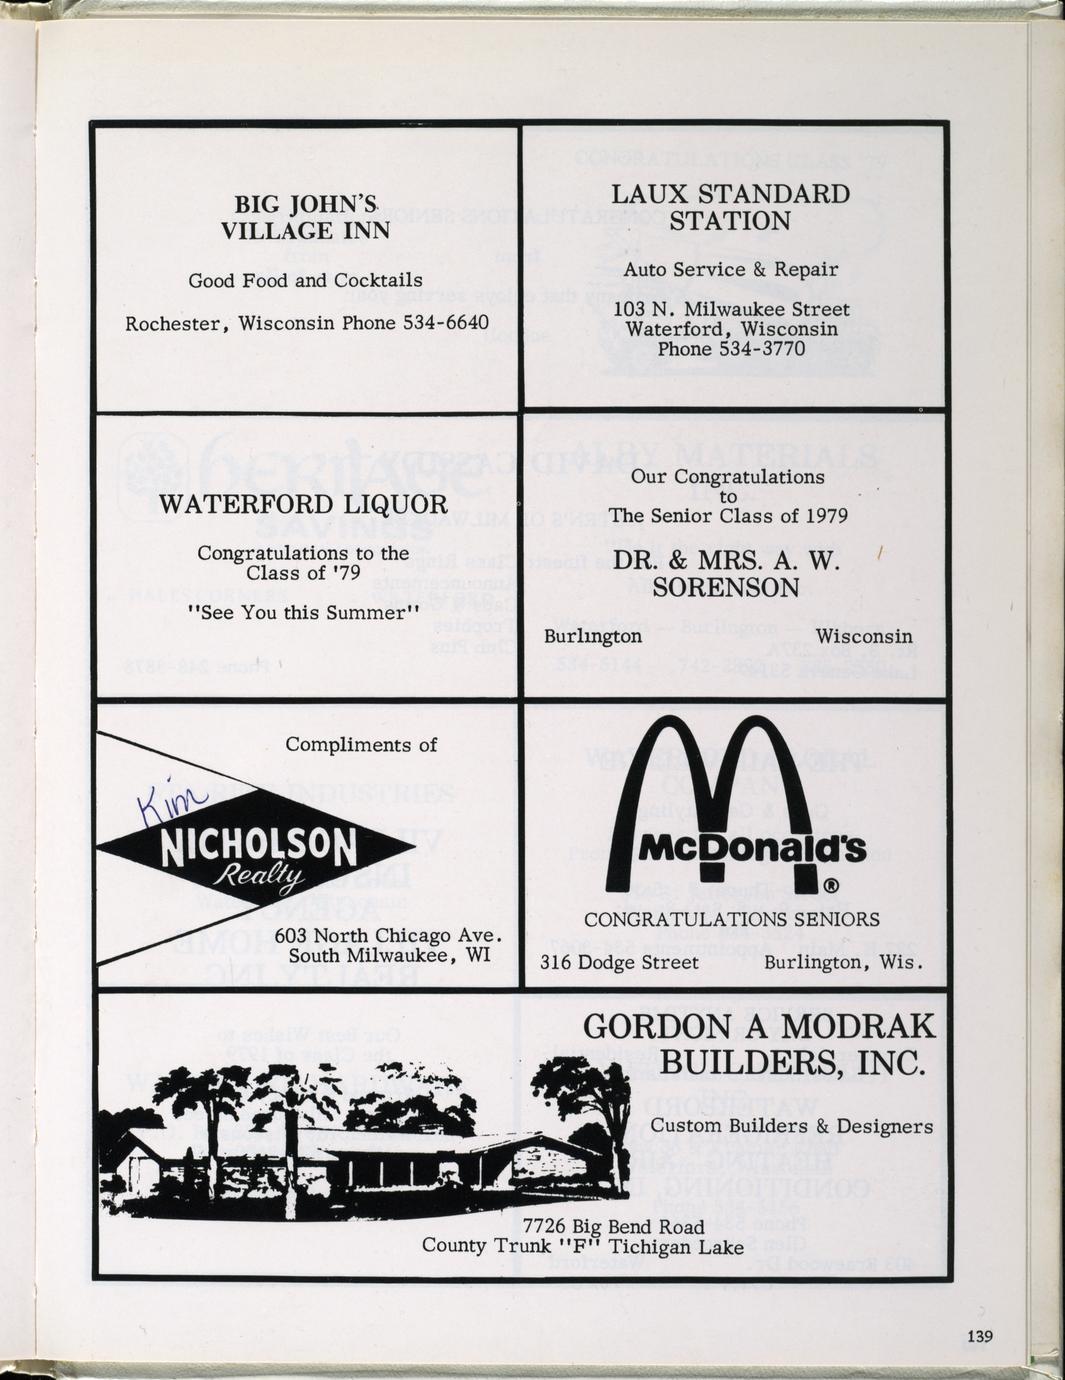 BIG JOHN'S
VILLAGE INN
Good Food and Cocktails
Rochester, Wisconsin Phone 534-6640
LAUX STANDARD
STATION
Auto Service & Repair
103 N. Milwaukee Street
Waterford, Wisconsin
Phone 534-3770
WATERFORD LIQUOR
Congratulations to the
Class of '79
"See You this Summer"
Our Congratulations
to
The Senior Class of 1979
DR. & MRS. A. W.
SORENSON
Burlington Wisconsin
Compliments of
Kim
NICHOLSON
Realty
603 North Chicago Ave.
South Milwaukee, WI
McDonald's
®
CONGRATULATIONS SENIORS
316 Dodge Street Burlington, Wis.
GORDON A MODRAK
BUILDERS, INC.
Custom Builders & Designers
7726 Big Bend Road
County Trunk "F" Tichigan Lake
139